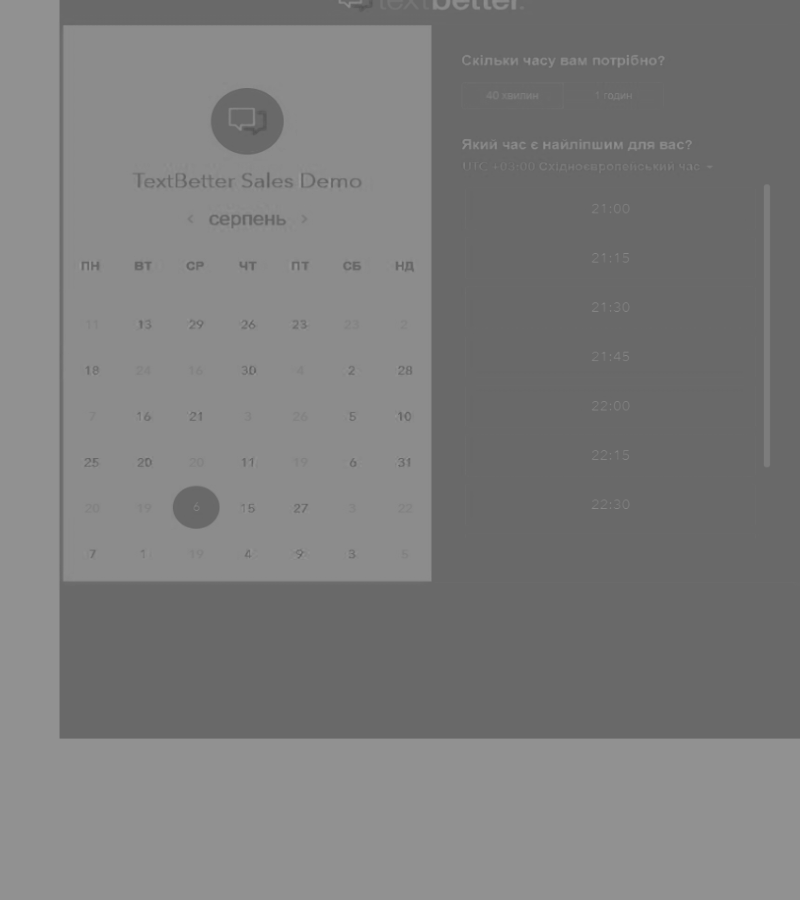 textbetter.
TextBetter Sales Demo
< серпень >
ПН ВТ СР ЧТ ПТ СБ НД
11 13 29 26 23 23 2
18 24 16 30 4 2 28
7 16 21 3 26 5 10
25 20 20 11 19 6 31
20 19 6 15 27 3 22
7 1 19 4 9 3 5
Скільки часу вам потрібно?
40 хвилин 1 годин
Який час є найліпшим для вас?
Східноєвропейський час
21:00
21:15
21:30
21:45
22:00
22:15
22:30